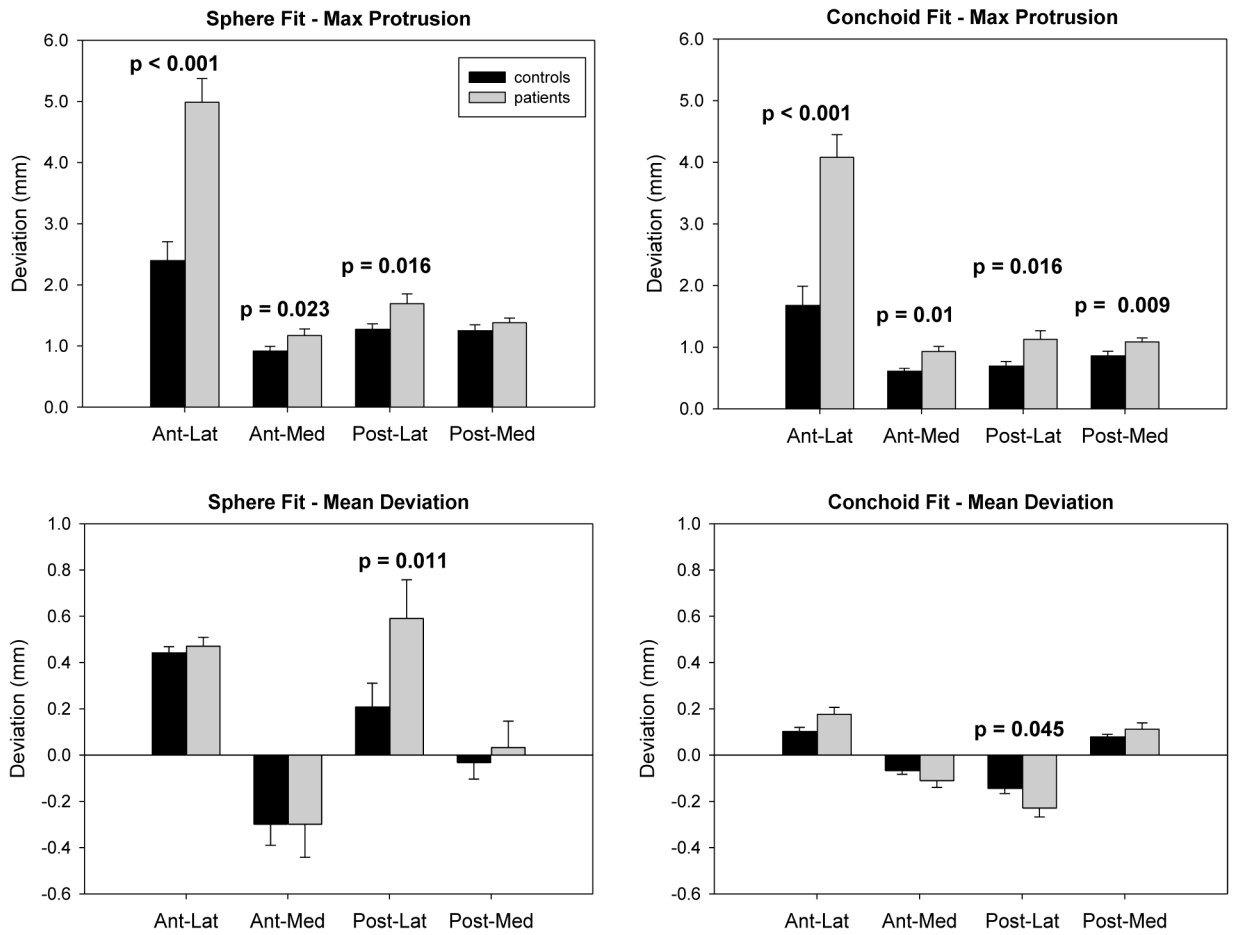 Sphere Fit - Max Protrusion
6.0
5.0
4.0
3.0
2.0
1.0
0.0
Deviation (mm)
p < 0.001
p = 0.023
p = 0.016
controls
patients
Ant-Lat Ant-Med Post-Lat Post-Med
Conchoid Fit - Max Protrusion
6.0
5.0
4.0
3.0
2.0
1.0
0.0
Deviation (mm)
p < 0.001
p = 0.01
p = 0.016
p = 0.009
Ant-Lat Ant-Med Post-Lat Post-Med
Sphere Fit - Mean Deviation
1.0
0.8
0.6
0.4
0.2
0.0
-0.2
-0.4
-0.6
Deviation (mm)
p = 0.011
Ant-Lat Ant-Med Post-Lat Post-Med
Conchoid Fit - Mean Deviation
1.0
0.8
0.6
0.4
0.2
0.0
-0.2
-0.4
-0.6
Deviation (mm)
p = 0.045
Ant-Lat Ant-Med Post-Lat Post-Med